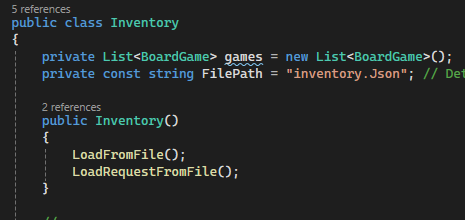 5 references
public class Inventory
{
private List<BoardGame> games = new List<BoardGame>();
private const string FilePath = "inventory.Json"; // Det
2 references
public Inventory()
{
LoadFromFile();
LoadRequestFromFile();
}
//